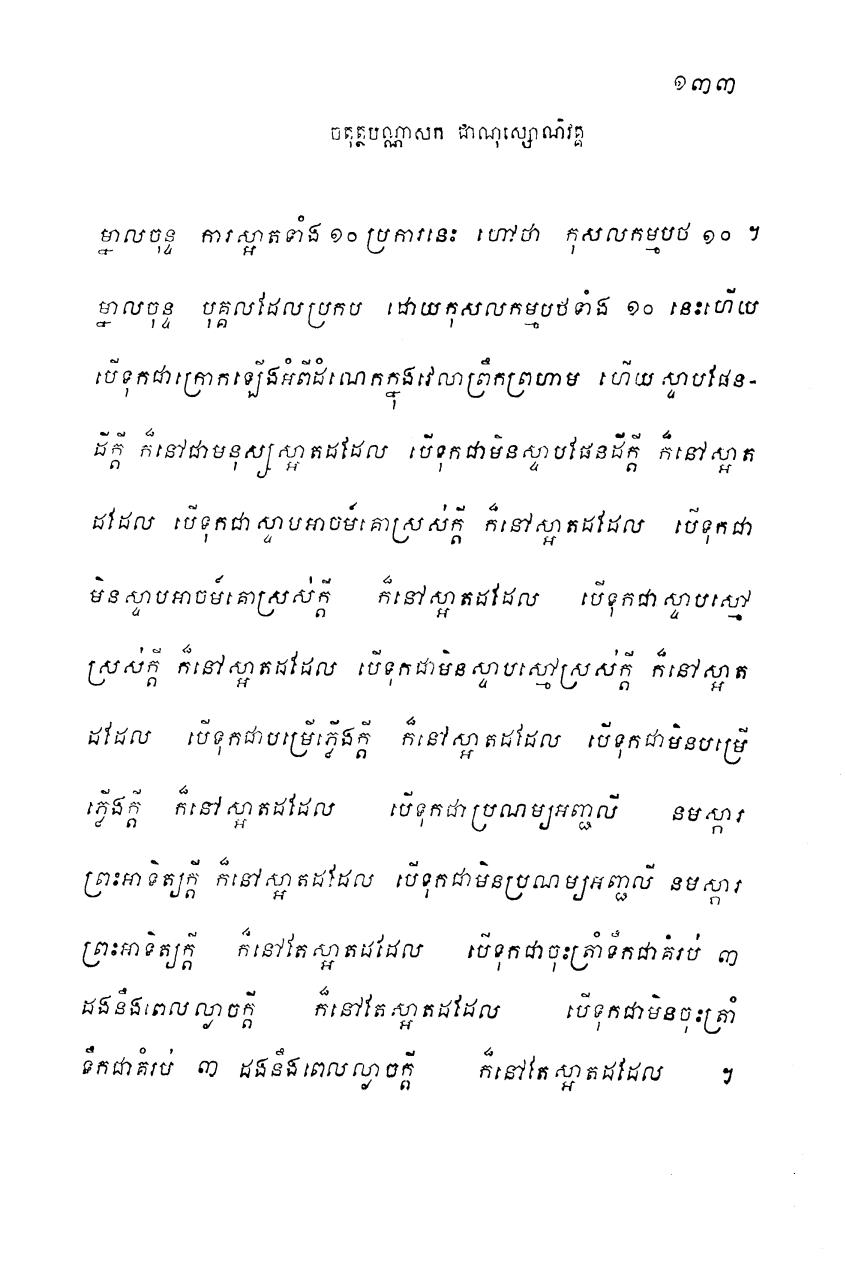 ១៣៣
ចតុត្ថបណ្ណាសក ជាណុស្សោណិវគ្គ
ម្នាលចុន្ទ ការស្អាតទាំង ១០ ប្រការនេះ ហៅថា កុសលកម្មបថ ១០ ។
ម្នាលចុន្ទ បុគ្គលដែលប្រកប ដោយកុសលកម្មបថទាំង ១០ នេះហើយ
បើទុកជាក្រោកឡើងអំពីដំណេកក្នុងវេលាព្រឹកព្រហាម ហើយស្ទាបផែន-
ដីក្ដី ក៏នៅជាមនុស្សស្អាតដដែល បើទុកជាមិនស្ទាបផែនដីក្ដី ក៏នៅស្អាត
ដដែល បើទុកជាស្ទាបអាចម៍គោស្រស់ក្ដី ក៏នៅស្អាតដដែល បើទុកជា
មិនស្ទាបអាចម៍គោស្រស់ក្ដី ក៏នៅស្អាតដដែល បើទុកជាស្ទាបស្មៅ
ស្រស់ក្ដី ក៏នៅស្អាតដដែល បើទុកជាមិនស្ទាបស្មៅស្រស់ក្ដី ក៏នៅស្អាត
ដដែល បើទុកជាបម្រើភ្លើងក្ដី ក៏នៅស្អាតដដែល បើទុកជាមិនបម្រើ
ភ្លើងក្ដី ក៏នៅស្អាតដដែល បើទុកជាប្រណម្យអញ្ជលី នមស្ការ
ព្រះអាទិត្យក្ដី ក៏នៅស្អាតដដែល បើទុកជាមិនប្រណម្យអញ្ជលី នមស្ការ
ព្រះអាទិត្យក្ដី ក៏នៅតែស្អាតដដែល បើទុកជាចុះត្រាំទឹកជាគំរប់ ៣
ដងនឹងពេលល្ងាចក្ដី ក៏នៅតែស្អាតដដែល បើទុកជាមិនចុះត្រាំ
ទឹកជាគំរប់ ៣ ដងនឹងពេលល្ងាចក្ដី ក៏នៅតែស្អាតដដែល ។